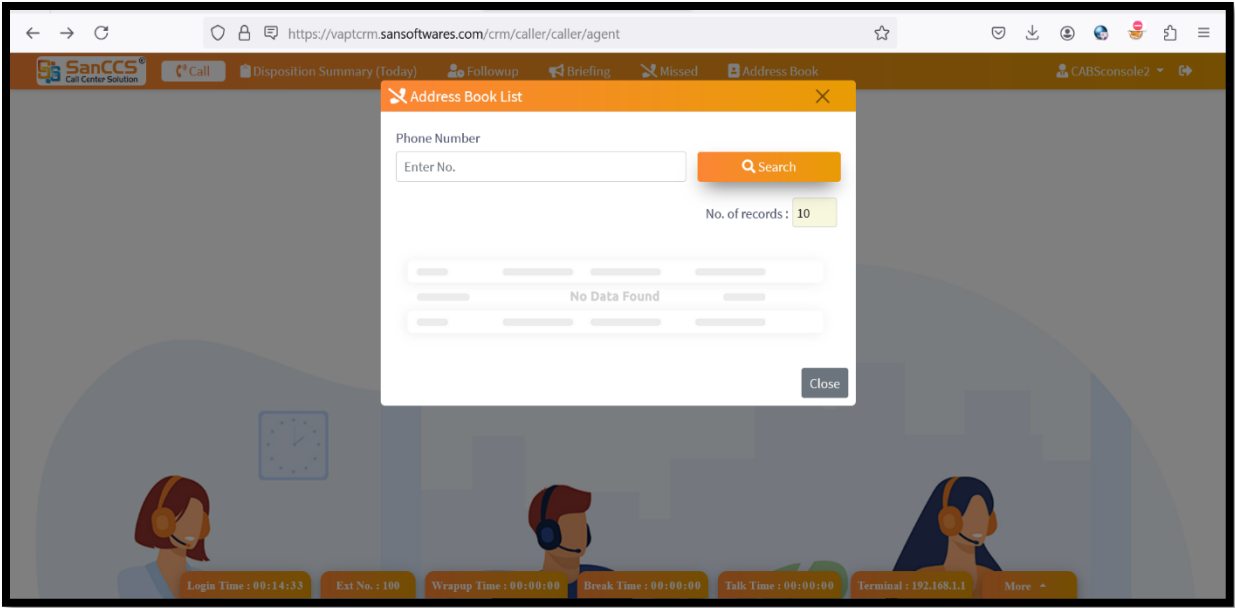 https://vaptcrm.sansoftwares.com/crm/caller/caller/agent
SanCCS® Call Disposition Summary (Today) Followup Briefing Missed Address Book CABSconsole2
Call Center Solution
Address Book List
Phone Number
Enter No. Search
No. of records : 10
No Data Found
Close
Login Time : 00:14:33 Ext No. : 100 Wrapup Time : 00:00:00 Break Time : 00:00:00 Talk Time : 00:00:00 Terminal : 192.168.1.1 More